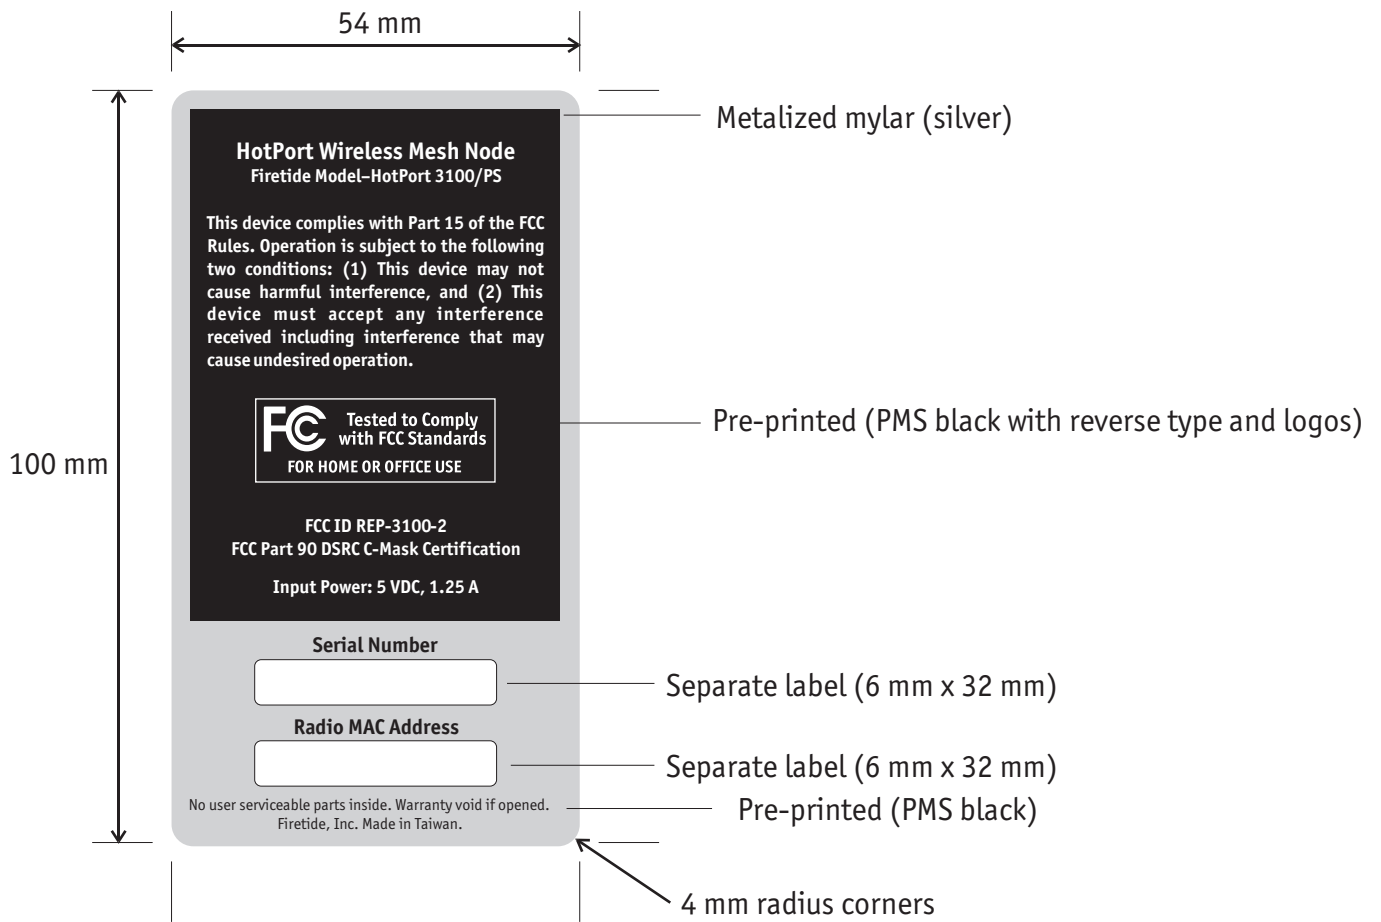 54 mm
Metalized mylar (silver)
HotPort Wireless Mesh Node
Firetide Model–HotPort 3100/PS
This device complies with Part 15 of the FCC
Rules. Operation is subject to the following
two conditions: (1) This device may not
cause harmful interference, and (2) This
device must accept any interference
received including interference that may
cause undesired operation.
FC Tested to Comply
with FCC Standards
FOR HOME OR OFFICE USE
Pre-printed (PMS black with reverse type and logos)
100 mm
FCC ID REP-3100-2
FCC Part 90 DSRC C-Mask Certification
Input Power: 5 VDC, 1.25 A
Serial Number
Separate label (6 mm x 32 mm)
Radio MAC Address
Separate label (6 mm x 32 mm)
No user serviceable parts inside. Warranty void if opened.
Firetide, Inc. Made in Taiwan.
Pre-printed (PMS black)
4 mm radius corners